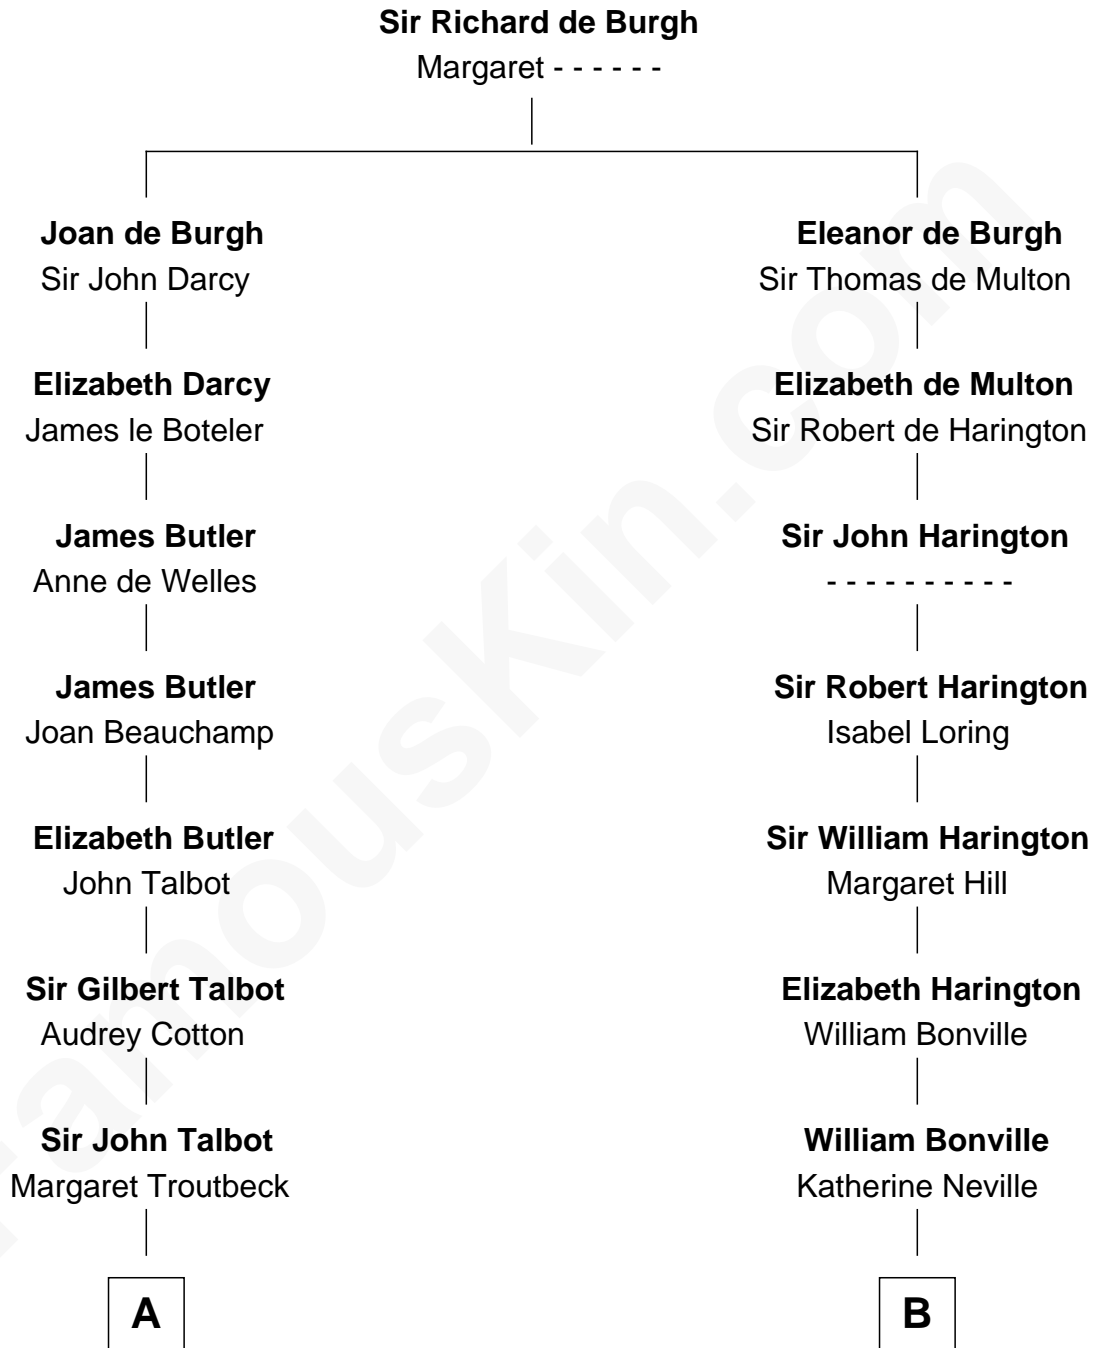 Sir Richard de Burgh
Margaret - - - - - -
Joan de Burgh
Sir John Darcy
Eleanor de Burgh
Sir Thomas de Multon
Elizabeth Darcy
James le Boteler
Elizabeth de Multon
Sir Robert de Harington
James Butler
Anne de Welles
Sir John Harington
- - - - - - - - - -
James Butler
Joan Beauchamp
Sir Robert Harington
Isabel Loring
Elizabeth Butler
John Talbot
Sir William Harington
Margaret Hill
Sir Gilbert Talbot
Audrey Cotton
Elizabeth Harington
William Bonville
Sir John Talbot
Margaret Troutbeck
William Bonville
Katherine Neville
A
B
FamousKin.com